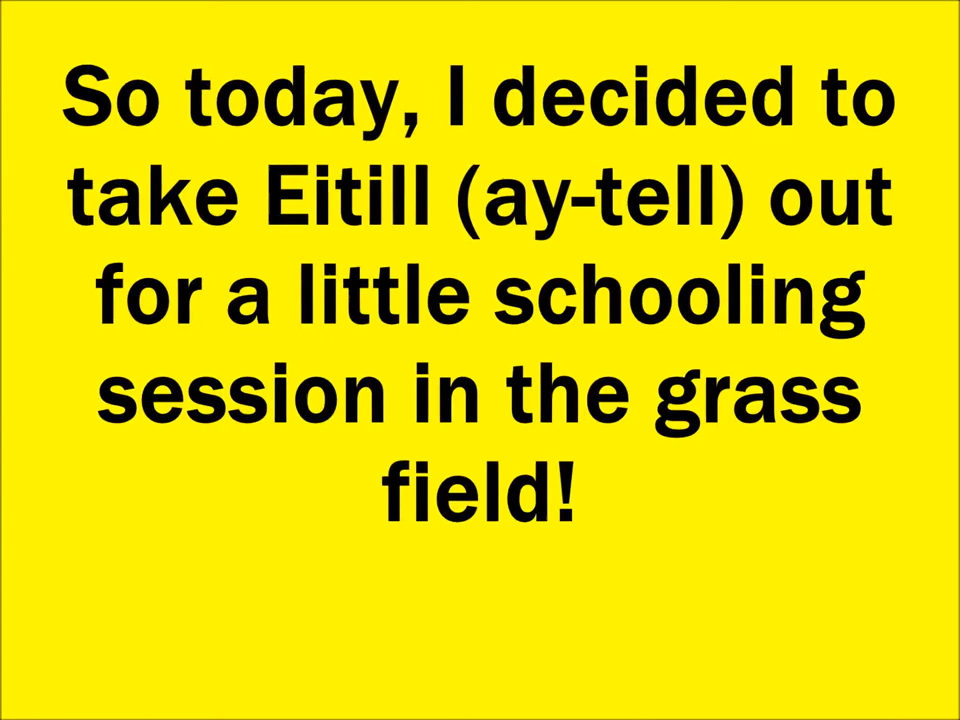 So today, I decided to
take Eitill (ay-tell) out
for a little schooling
session in the grass
field!